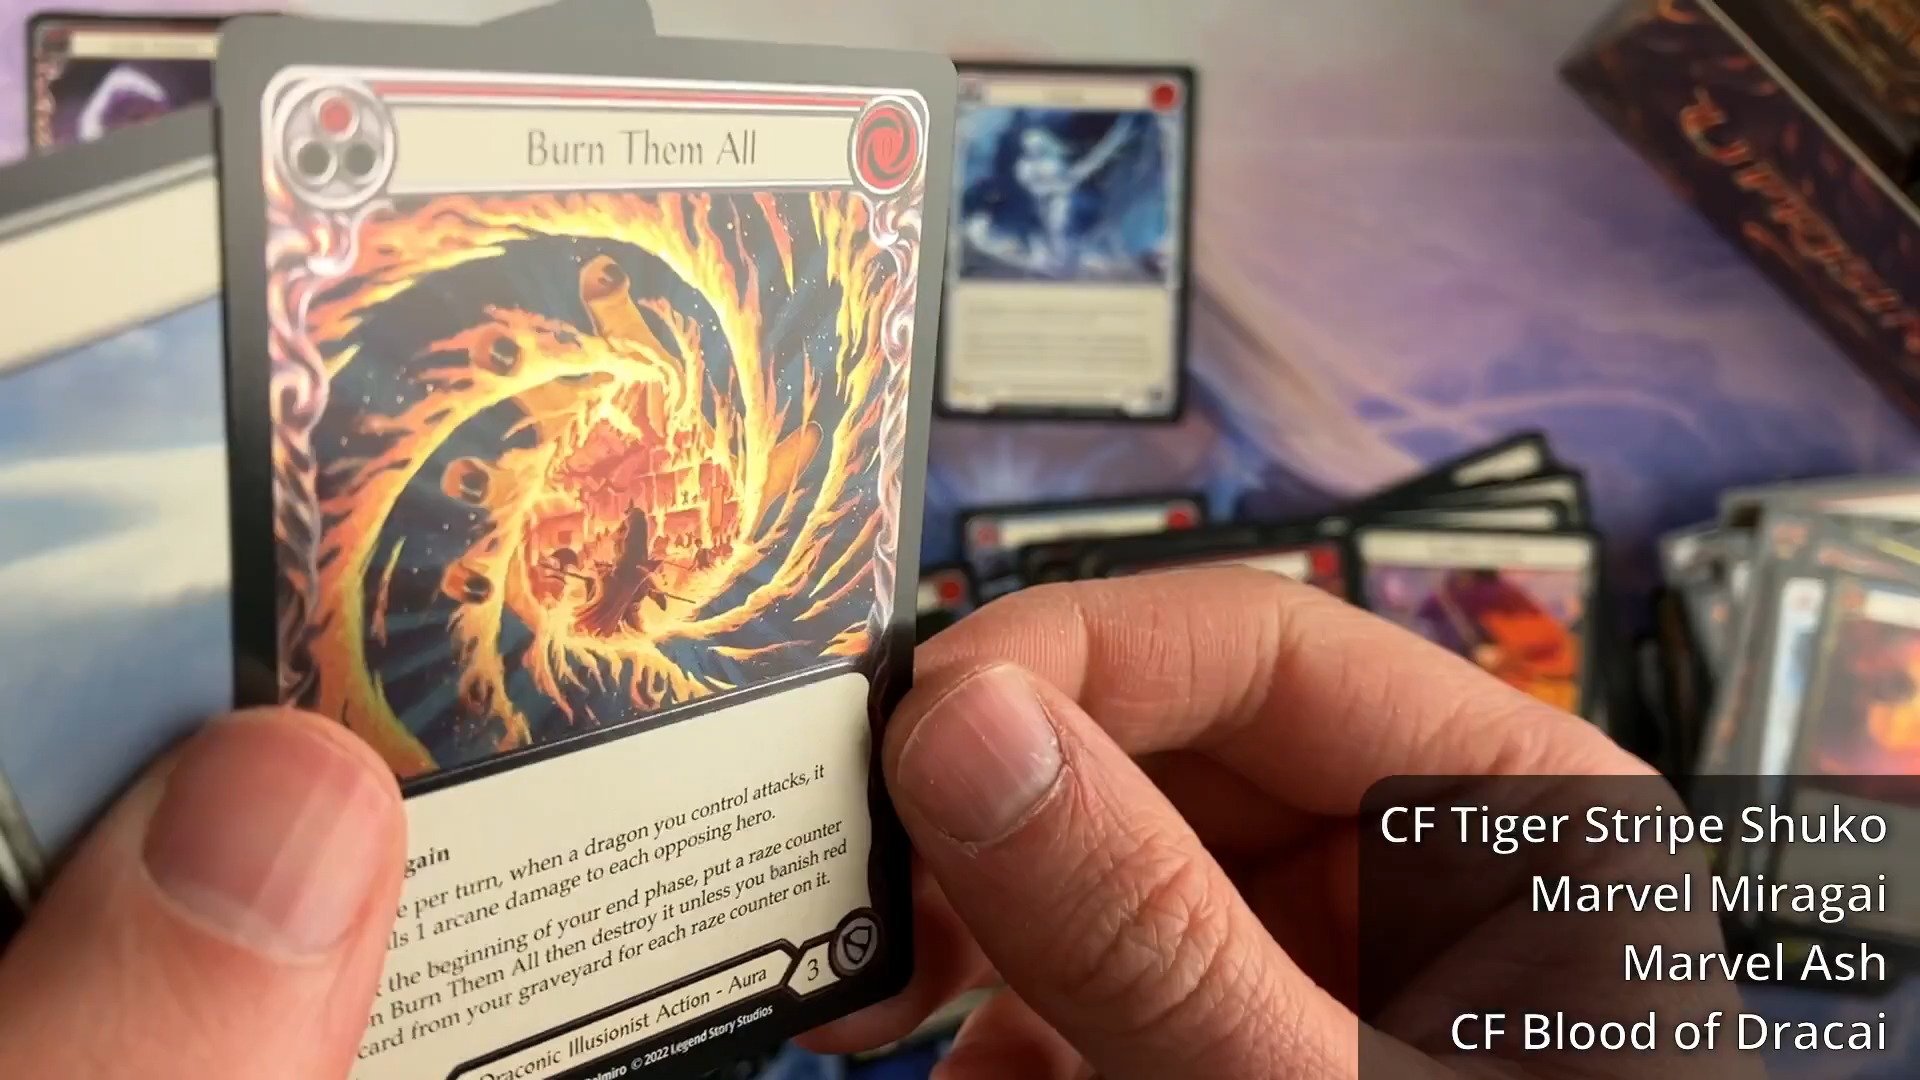 Burn Them All
0
gain
e per turn, when a dragon you control attacks, it
ls 1 arcane damage to each opposing hero.
the beginning of your end phase, put a raze counter
n Burn Them All then destroy it unless you banish red
card from your graveyard for each raze counter on it.
Draconic Illusionist Action - Aura
3
© 2022 Legend Story Studios
UPRISIN
CF Tiger Stripe Shuko
Marvel Miragai
Marvel Ash
CF Blood of Dracai